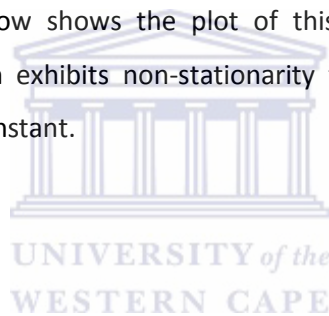 ow shows the plot of this
exhibits non-stationarity
nstant.
UNIVERSITY of the
WESTERN CAPE